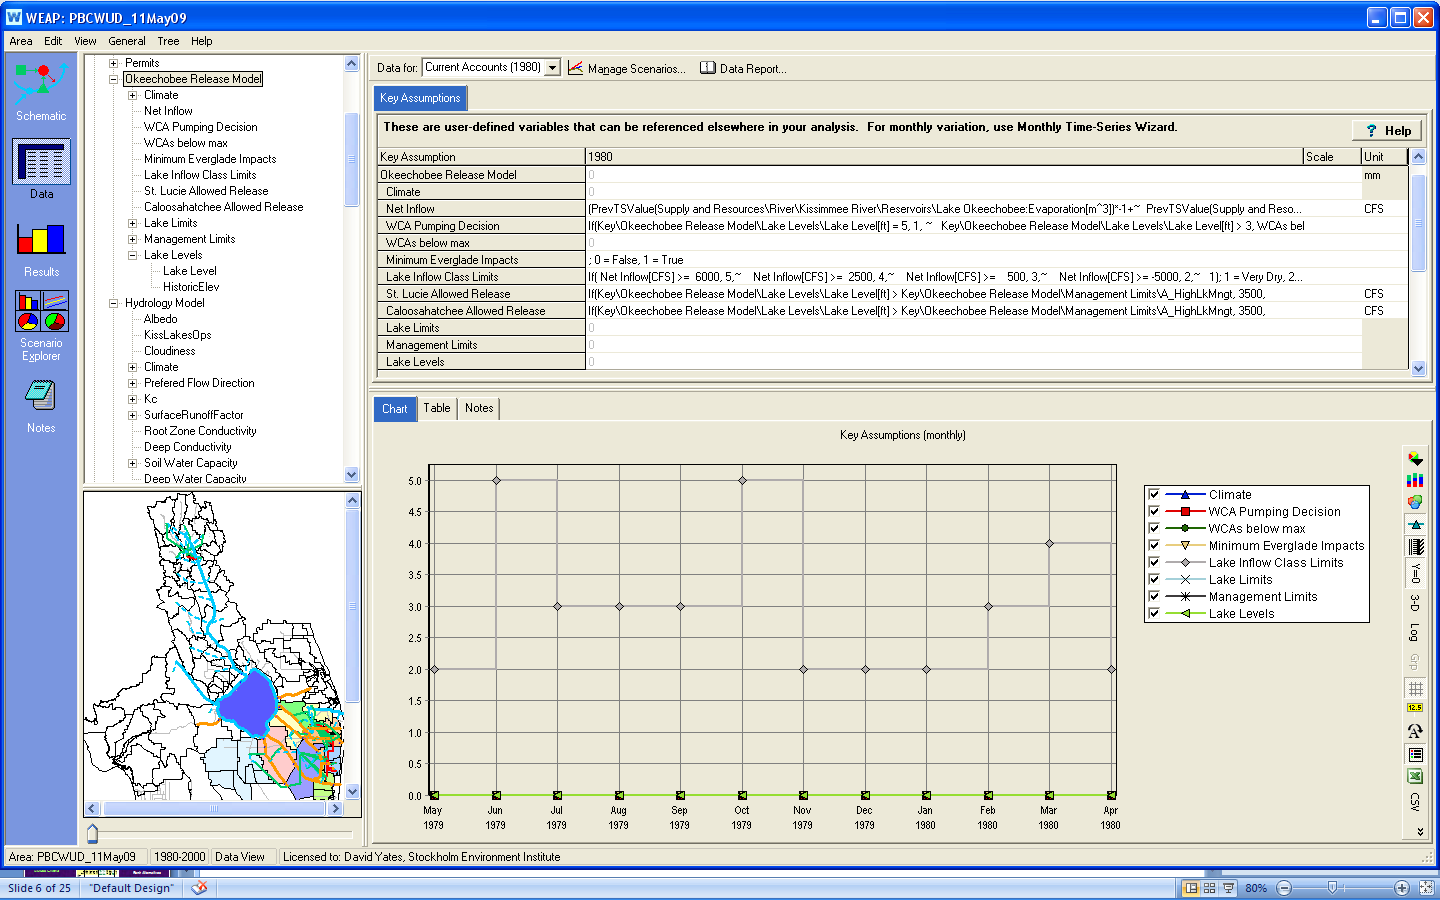 WEAP: PBCWUD_11May09
Area Edit View General Tree Help
Schematic
Data
Results
Scenario
Explorer
Notes
Permits
Okeechobee Release Model
Climate
Net Inflow
WCA Pumping Decision
WCAs below max
Minimum Everglade Impacts
Lake Inflow Class Limits
St. Lucie Allowed Release
Caloosahatchee Allowed Release
Lake Limits
Management Limits
Lake Levels
Lake Level
HistoricElev
Hydrology Model
Albedo
KissLakesOps
Cloudiness
Climate
Prefered Flow Direction
Kc
SurfaceRunoffFactor
Root Zone Conductivity
Deep Conductivity
Soil Water Capacity
Deep Water Capacity
Data for: Current Accounts (1980) Manage Scenarios... Data Report...
Key Assumptions
These are user-defined variables that can be referenced elsewhere in your analysis. For monthly variation, use Monthly Time-Series Wizard.
? Help
Key Assumption 1980 Scale Unit
Okeechobee Release Model 0 mm
Climate 0
Net Inflow (PrevTSValue(Supply and Resources\River\Kissimmee River\Reservoirs\Lake Okeechobee:Evaporation[m^3])*-1+~ PrevTSValue(Supply and Reso... CFS
WCA Pumping Decision If(Key\Okeechobee Release Model\Lake Levels\Lake Level[ft] = 5, 1, ~ Key\Okeechobee Release Model\Lake Levels\Lake Level[ft] > 3, WCAs bel
WCAs below max 0
Minimum Everglade Impacts ; 0 = False, 1 = True
Lake Inflow Class Limits If( Net Inflow[CFS] >= 6000, 5,~ Net Inflow[CFS] >= 2500, 4,~ Net Inflow[CFS] >= 500, 3,~ Net Inflow[CFS] >= -5000, 2,~ 1); 1 = Very Dry, 2...
St. Lucie Allowed Release If(Key\Okeechobee Release Model\Lake Levels\Lake Level[ft] > Key\Okeechobee Release Model\Management Limits\A_HighLkMngt, 3500, CFS
Caloosahatchee Allowed Release If(Key\Okeechobee Release Model\Lake Levels\Lake Level[ft] > Key\Okeechobee Release Model\Management Limits\A_HighLkMngt, 3500, CFS
Lake Limits 0
Management Limits 0
Lake Levels 0
Chart Table Notes
Key Assumptions (monthly)
5.0
4.5
4.0
3.5
3.0
2.5
2.0
1.5
1.0
0.5
0.0
May Jun Jul Aug Sep Oct Nov Dec Jan Feb Mar Apr
1979 1979 1979 1979 1979 1979 1979 1979 1980 1980 1980 1980
Climate
WCA Pumping Decision
WCAs below max
Minimum Everglade Impacts
Lake Inflow Class Limits
Lake Limits
Management Limits
Lake Levels
Y=0
3-D
Log
Grp
12.5
CSV
Area: PBCWUD_11May09 1980-2000 Data View Licensed to: David Yates, Stockholm Environment Institute
Slide 6 of 25 "Default Design" 80%